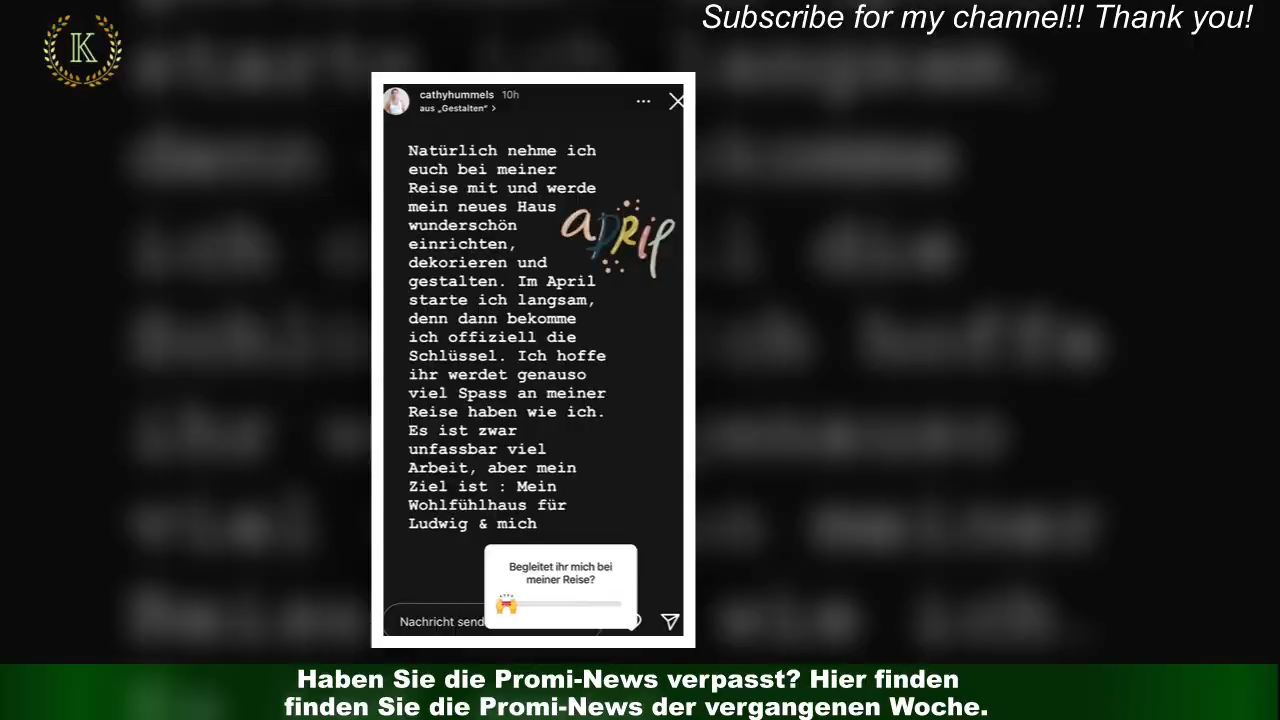 Subscribe for my channel!! Thank you!
K
cathyhummels 10h
aus „Gestalten“ >
Natürlich nehme ich
euch bei meiner
Reise mit und werde
mein neues Haus
wunderschön
einrichten,
dekorieren und
gestalten. Im April
starte ich langsam,
denn dann bekomme
ich offiziell die
Schlüssel. Ich hoffe
ihr werdet genauso
viel Spass an meiner
Reise haben wie ich.
Es ist zwar
unfassbar viel
Arbeit, aber mein
Ziel ist : Mein
Wohlfühlhaus für
Ludwig & mich
APRIL
Begleitet ihr mich bei
meiner Reise?
Nachricht send
Haben Sie die Promi-News verpasst? Hier finden
finden Sie die Promi-News der vergangenen Woche.